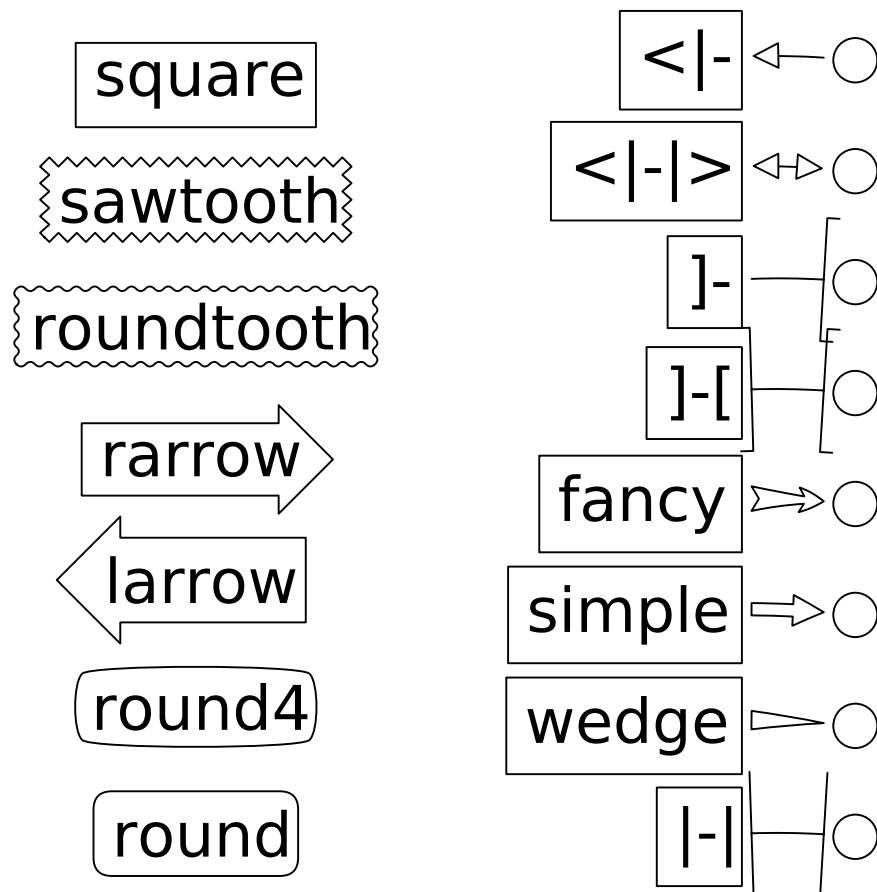 square
sawtooth
roundtooth
rarrow
larrow
round4
round
<|-
<|-|>
]-
]-[
fancy
simple
wedge
|-|